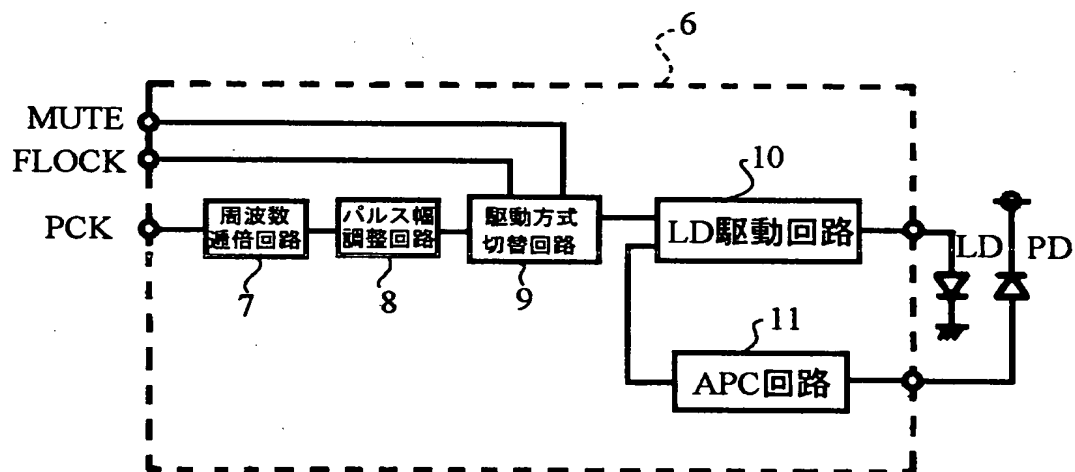 6
MUTE
FLOCK
PCK
周波数
逓倍回路
7
パルス幅
調整回路
8
駆動方式
切替回路
9
10
LD駆動回路
LD
PD
11
APC回路